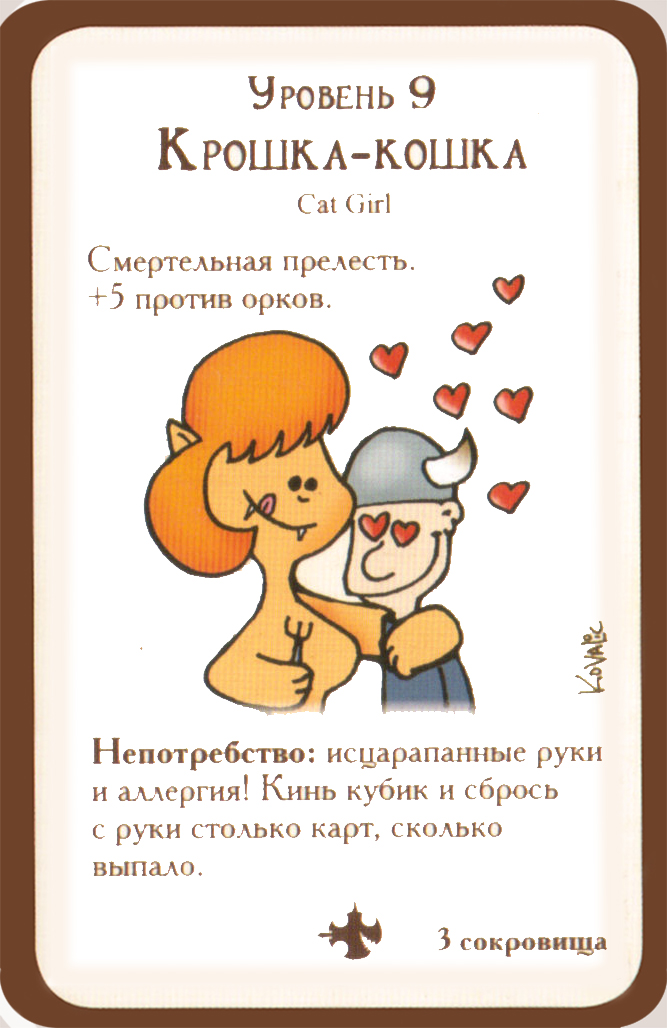 Уровень 9
Крошка-кошка
Cat Girl
Смертельная прелесть.
+5 против орков.
Kovalic
Непотребство: исцарапанные руки
и аллергия! Кинь кубик и сбрось
с руки столько карт, сколько
выпало.
3 сокровища